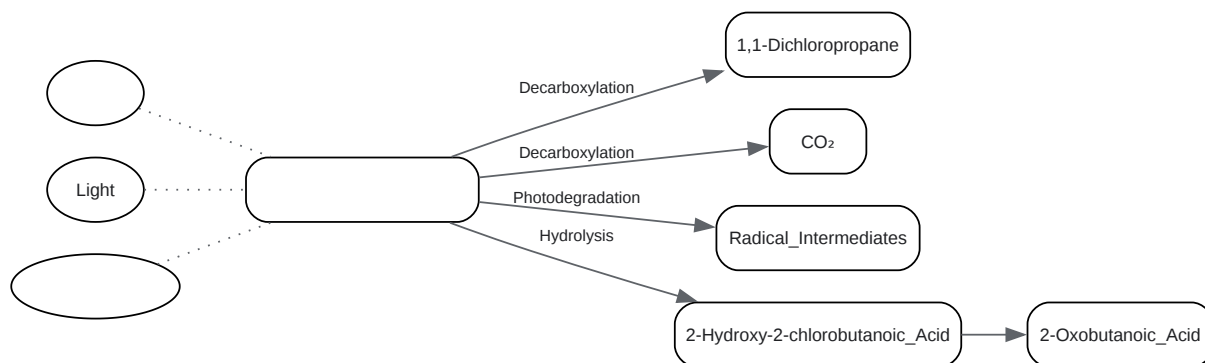 1,1-Dichloropropane
Decarboxylation
CO₂
Decarboxylation
Light
Photodegradation
Radical_Intermediates
Hydrolysis
2-Hydroxy-2-chlorobutanoic_Acid
2-Oxobutanoic_Acid